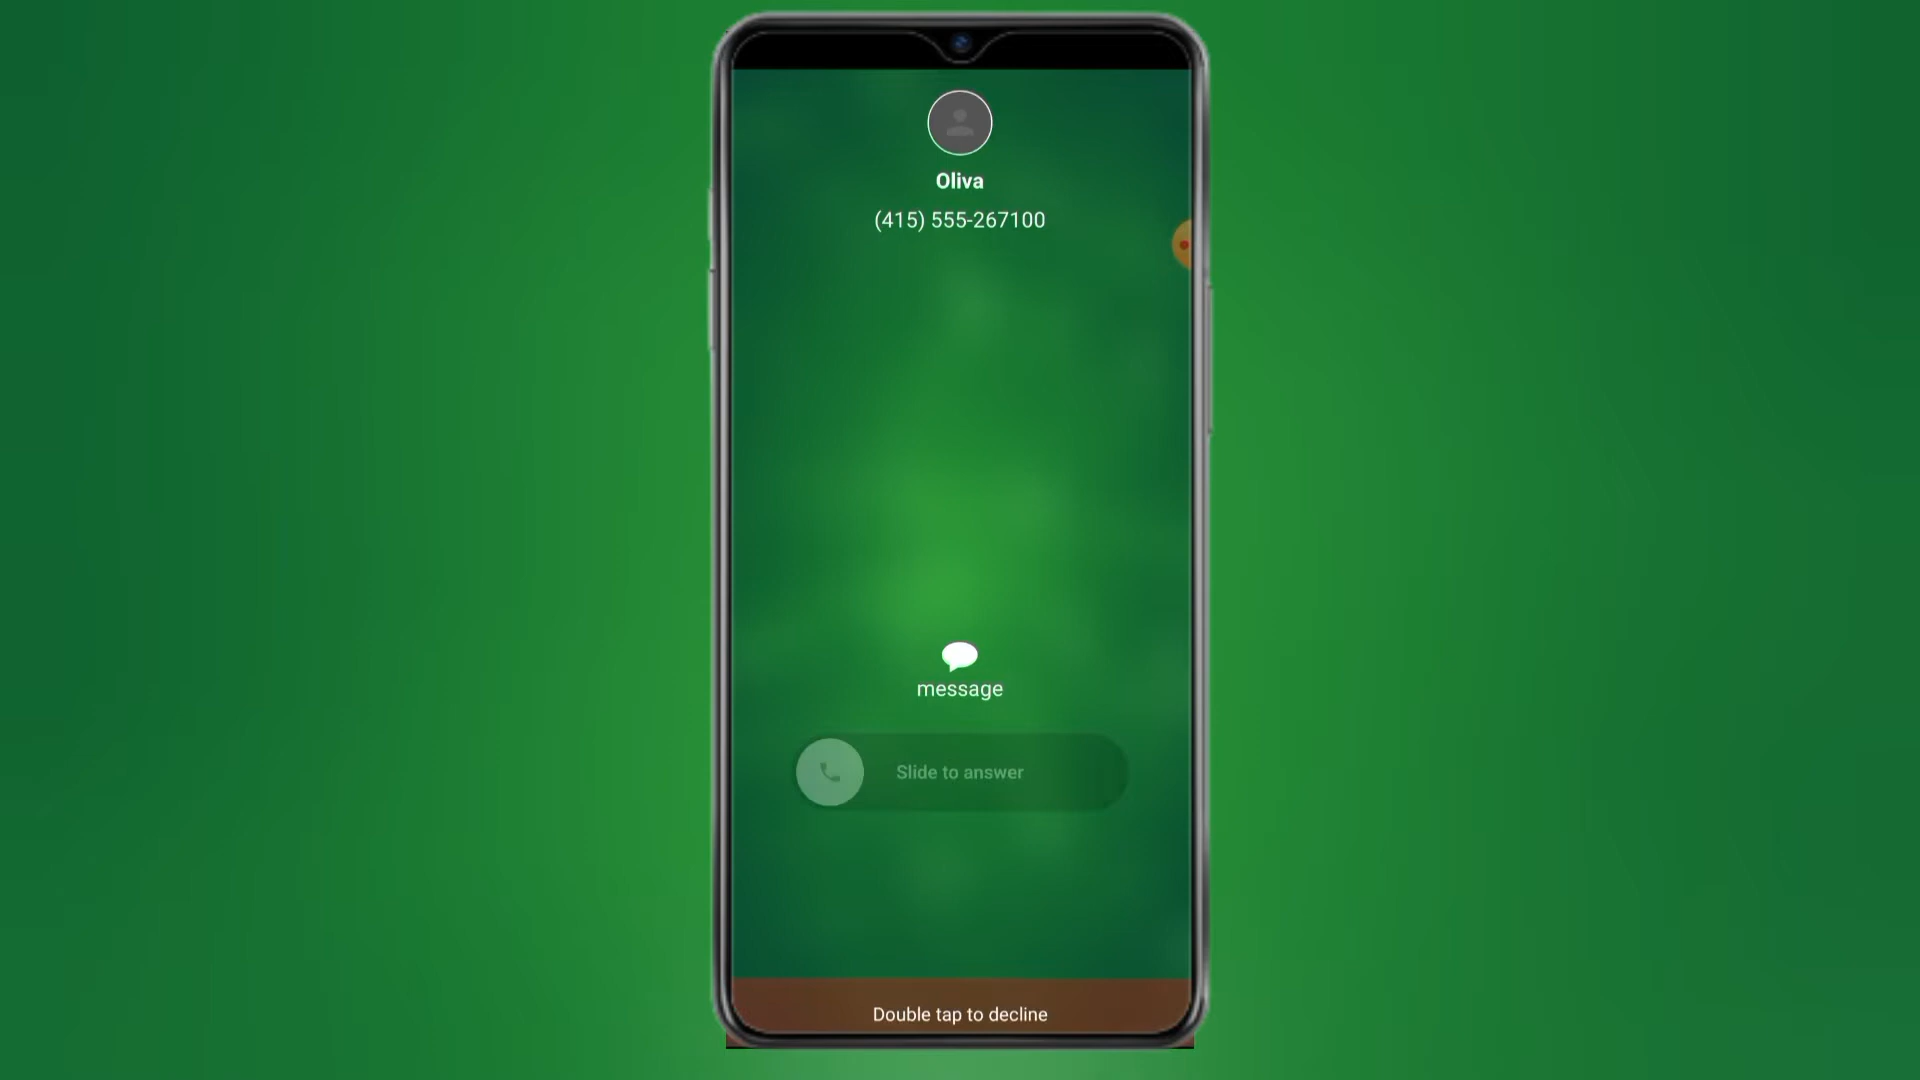 Oliva
(415) 555-267100
message
Slide to answer
Double tap to decline